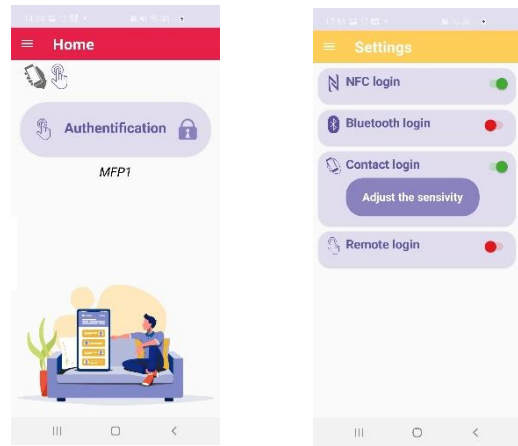 Home
Authentification
MFP1
Settings
NFC login
Bluetooth login
Contact login
Adjust the sensivity
Remote login